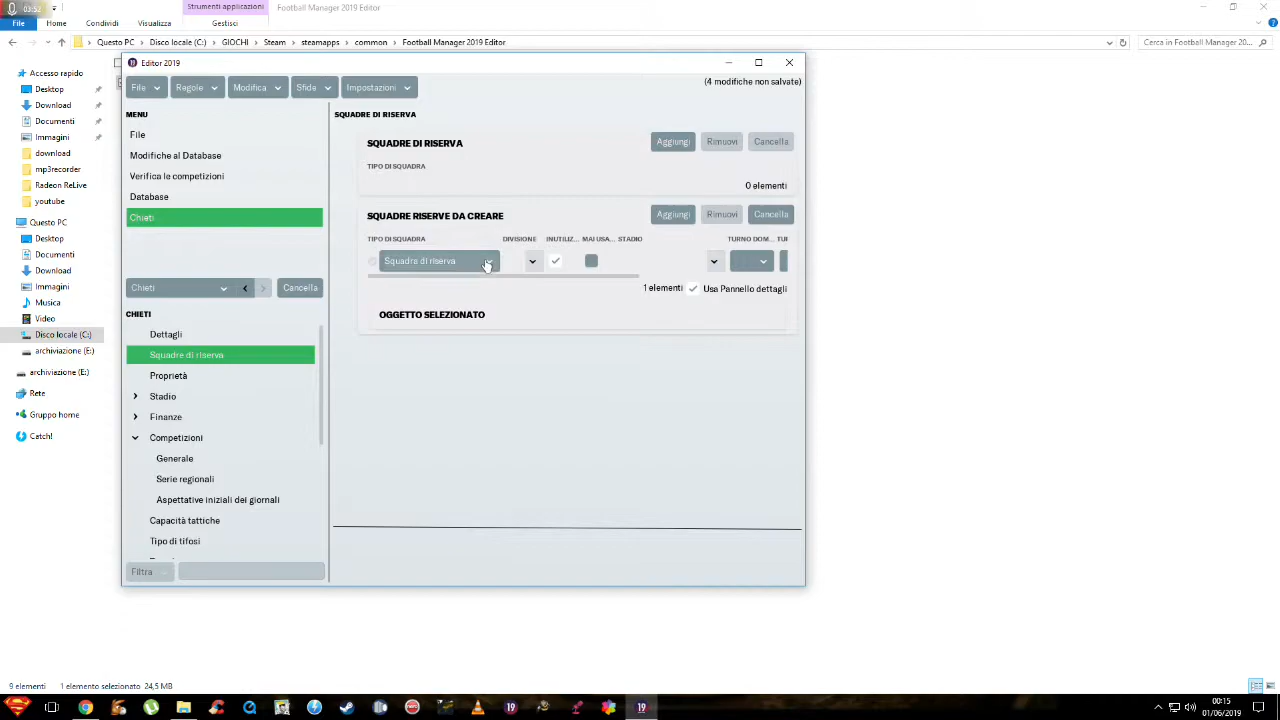 03:52
Strumenti applicazioni
Football Manager 2019 Editor
File Home Condividi Visualizza Gestisci
Questo PC > Disco locale (C:) > GIOCHI > Steam > steamapps > common > Football Manager 2019 Editor
Cerca in Football Manager 20...
Accesso rapido
Desktop
Download
Documenti
Immagini
download
mp3recorder
Radeon ReLive
youtube
Questo PC
Desktop
Documenti
Download
Immagini
Musica
Video
Disco locale (C:)
archiviazione (E:)
archiviazione (E:)
Rete
Gruppo home
Catch!
Editor 2019
File Regole Modifica Sfide Impostazioni
(4 modifiche non salvate)
MENU
File
Modifiche al Database
Verifica le competizioni
Database
Chieti
Chieti Cancella
CHIETI
Dettagli
Squadre di riserva
Proprietà
Stadio
Finanze
Competizioni
Generale
Serie regionali
Aspettative iniziali dei giornali
Capacità tattiche
Tipo di tifosi
Filtra
SQUADRE DI RISERVA
SQUADRE DI RISERVA Aggiungi Rimuovi Cancella
TIPO DI SQUADRA
0 elementi
SQUADRE RISERVE DA CREARE Aggiungi Rimuovi Cancella
TIPO DI SQUADRA DIVISIONE INUTILIZ... MAI USA... STADIO TURNO DOM... TUI
Squadra di riserva
1 elementi Usa Pannello dettagli
OGGETTO SELEZIONATO
9 elementi 1 elemento selezionato 24,5 MB
19 19
00:15
01/06/2019